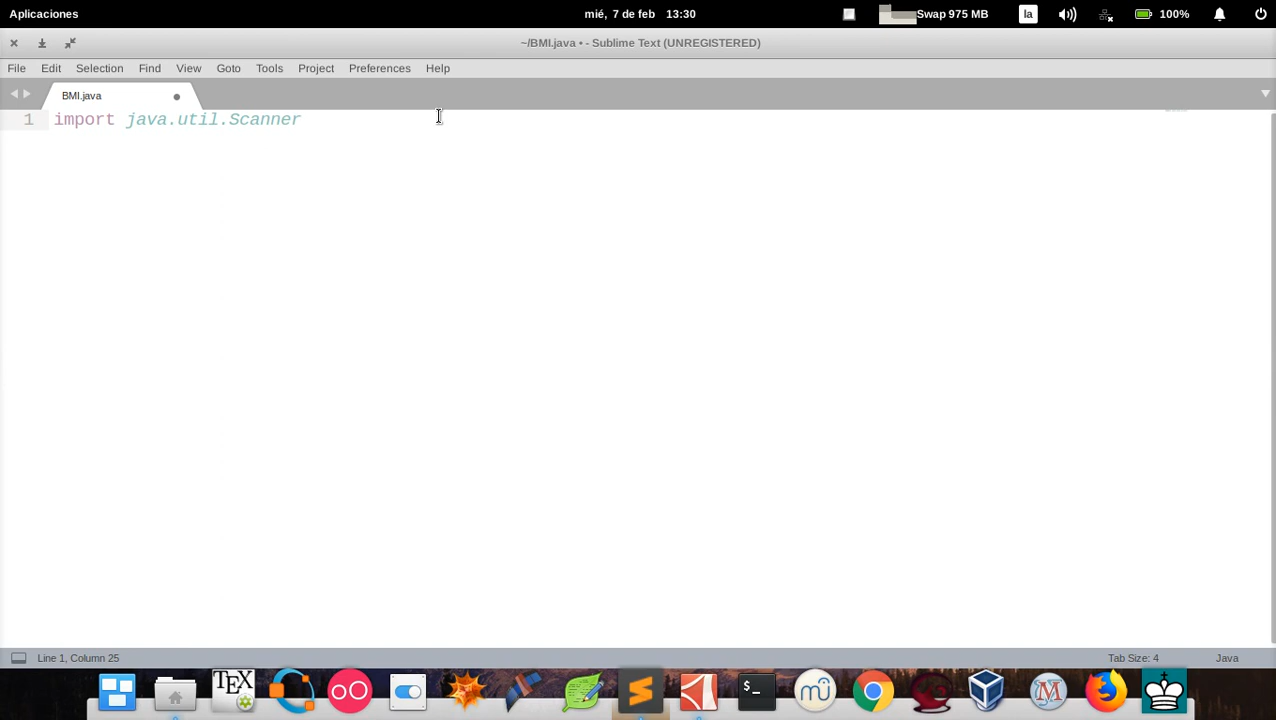 Aplicaciones
mié, 7 de feb 13:30
Swap 975 MB
la
100%
~/BMI.java • - Sublime Text (UNREGISTERED)
File Edit Selection Find View Goto Tools Project Preferences Help
BMI.java
1 import java.util.Scanner
Line 1, Column 25
Tab Size: 4
Java
TEX
>_
mu
M